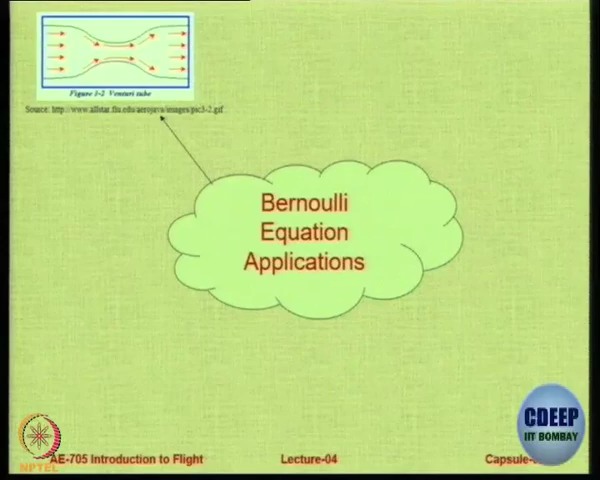 Figure 1-2 Venturi tube
Source: http://www.allstar.fiu.edu/aerojava/images/pic3-2.gif
Bernoulli
Equation
Applications
CDEEP
IIT BOMBAY
NPTEL
AE-705 Introduction to Flight
Lecture-04